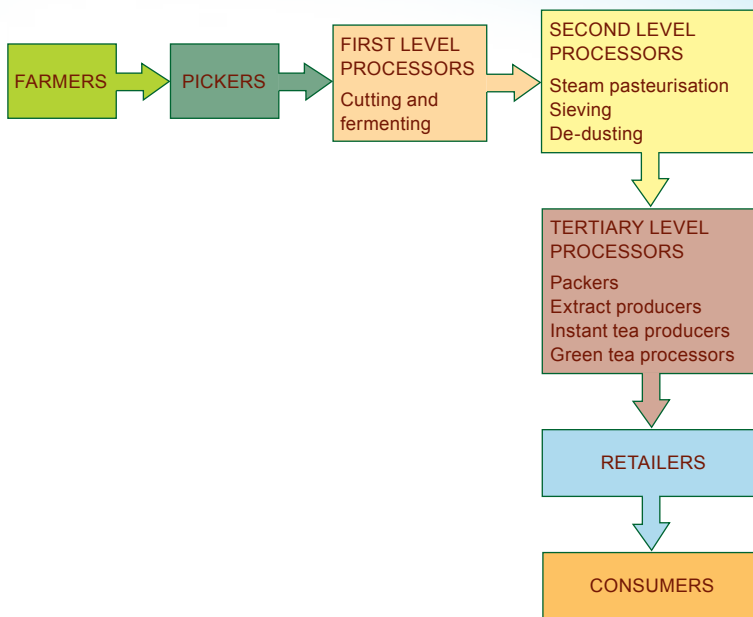 FARMERS
PICKERS
FIRST LEVEL
PROCESSORS
Cutting and
fermenting
SECOND LEVEL
PROCESSORS
Steam pasteurisation
Sieving
De-dusting
TERTIARY LEVEL
PROCESSORS
Packers
Extract producers
Instant tea producers
Green tea processors
RETAILERS
CONSUMERS